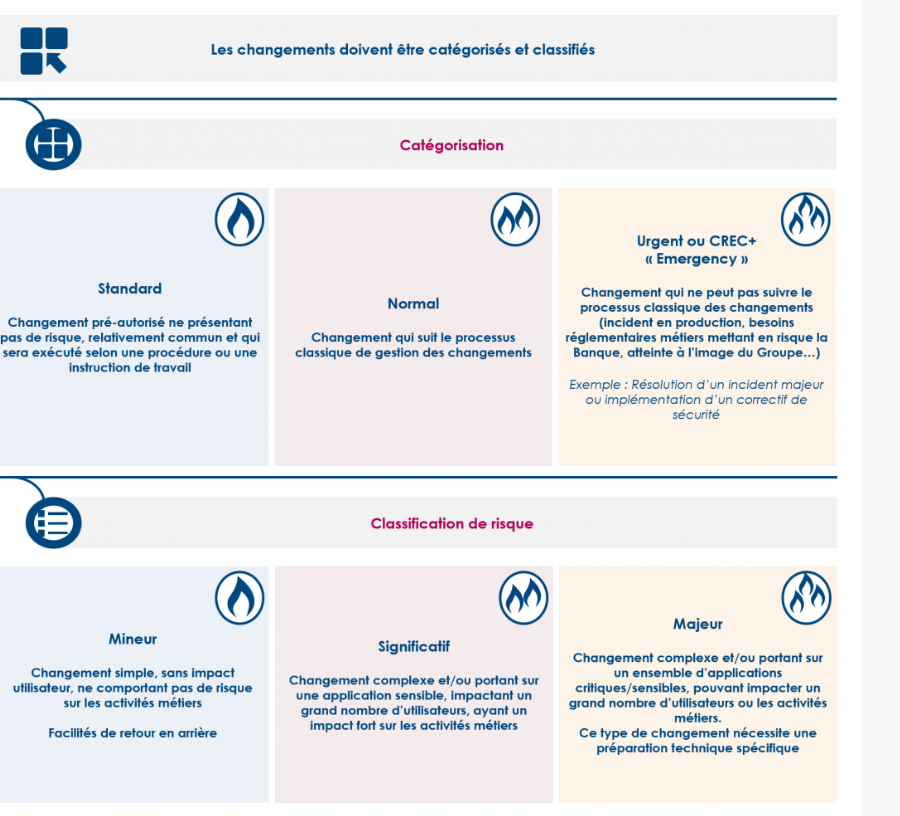 Les changements doivent être catégorisés et classifiés
Catégorisation
Standard
Changement pré-autorisé ne présentant
pas de risque, relativement commun et qui
sera exécuté selon une procédure ou une
instruction de travail
Normal
Changement qui suit le processus
classique de gestion des changements
Urgent ou CREC+
« Emergency »
Changement qui ne peut pas suivre le
processus classique des changements
(incident en production, besoins
réglementaires métiers mettant en risque la
Banque, atteinte à l'image du Groupe…)
Exemple : Résolution d'un incident majeur
ou implémentation d'un correctif de
sécurité
Classification de risque
Mineur
Changement simple, sans impact
utilisateur, ne comportant pas de risque
sur les activités métiers
Facilités de retour en arrière
Significatif
Changement complexe et/ou portant sur
une application sensible, impactant un
grand nombre d'utilisateurs, ayant un
impact fort sur les activités métiers
Majeur
Changement complexe et/ou portant sur
un ensemble d'applications
critiques/sensibles, pouvant impacter un
grand nombre d'utilisateurs ou les activités
métiers.
Ce type de changement nécessite une
préparation technique spécifique